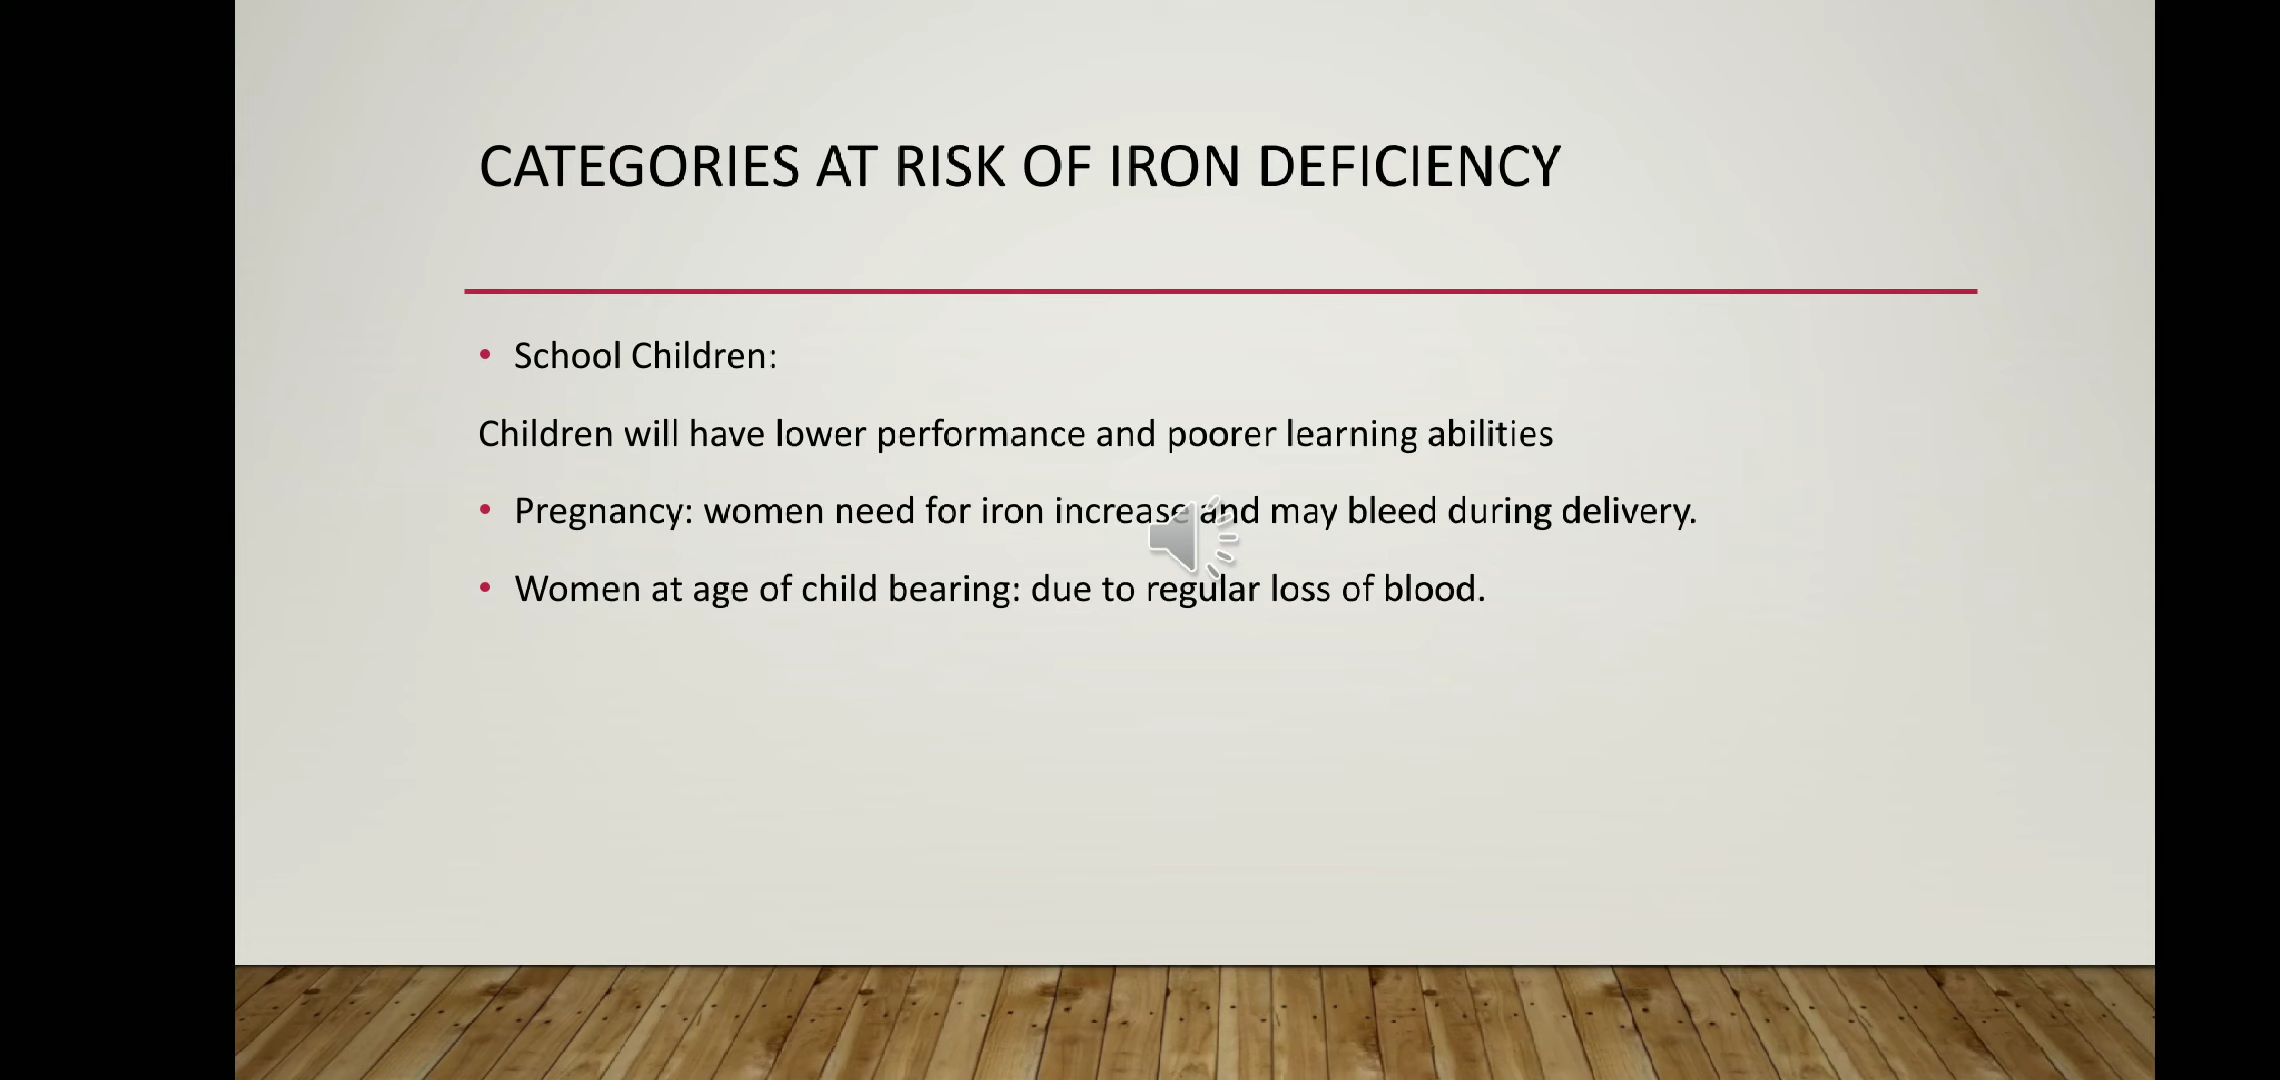 CATEGORIES AT RISK OF IRON DEFICIENCY
• School Children:
Children will have lower performance and poorer learning abilities
• Pregnancy: women need for iron increase and may bleed during delivery.
• Women at age of child bearing: due to regular loss of blood.